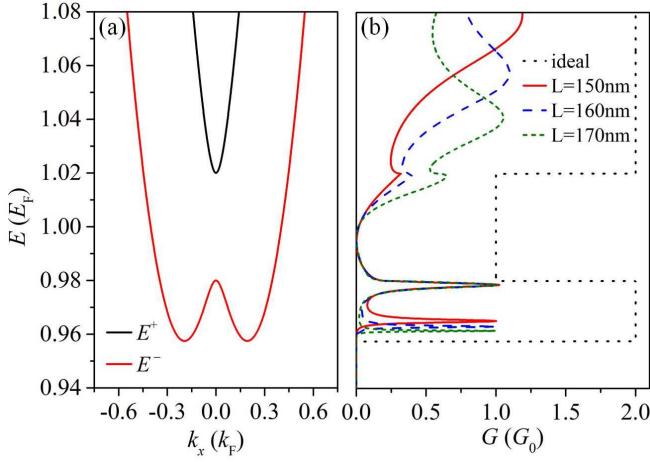 (a)
1.08
1.06
1.04
1.02
1.00
0.98
0.96
0.94
E (E_F)
E^+
E^−
-0.6 -0.3 0.0 0.3 0.6
k_x (k_F)
(b)
ideal
L=150nm
L=160nm
L=170nm
0.0 0.5 1.0 1.5 2.0
G (G_0)